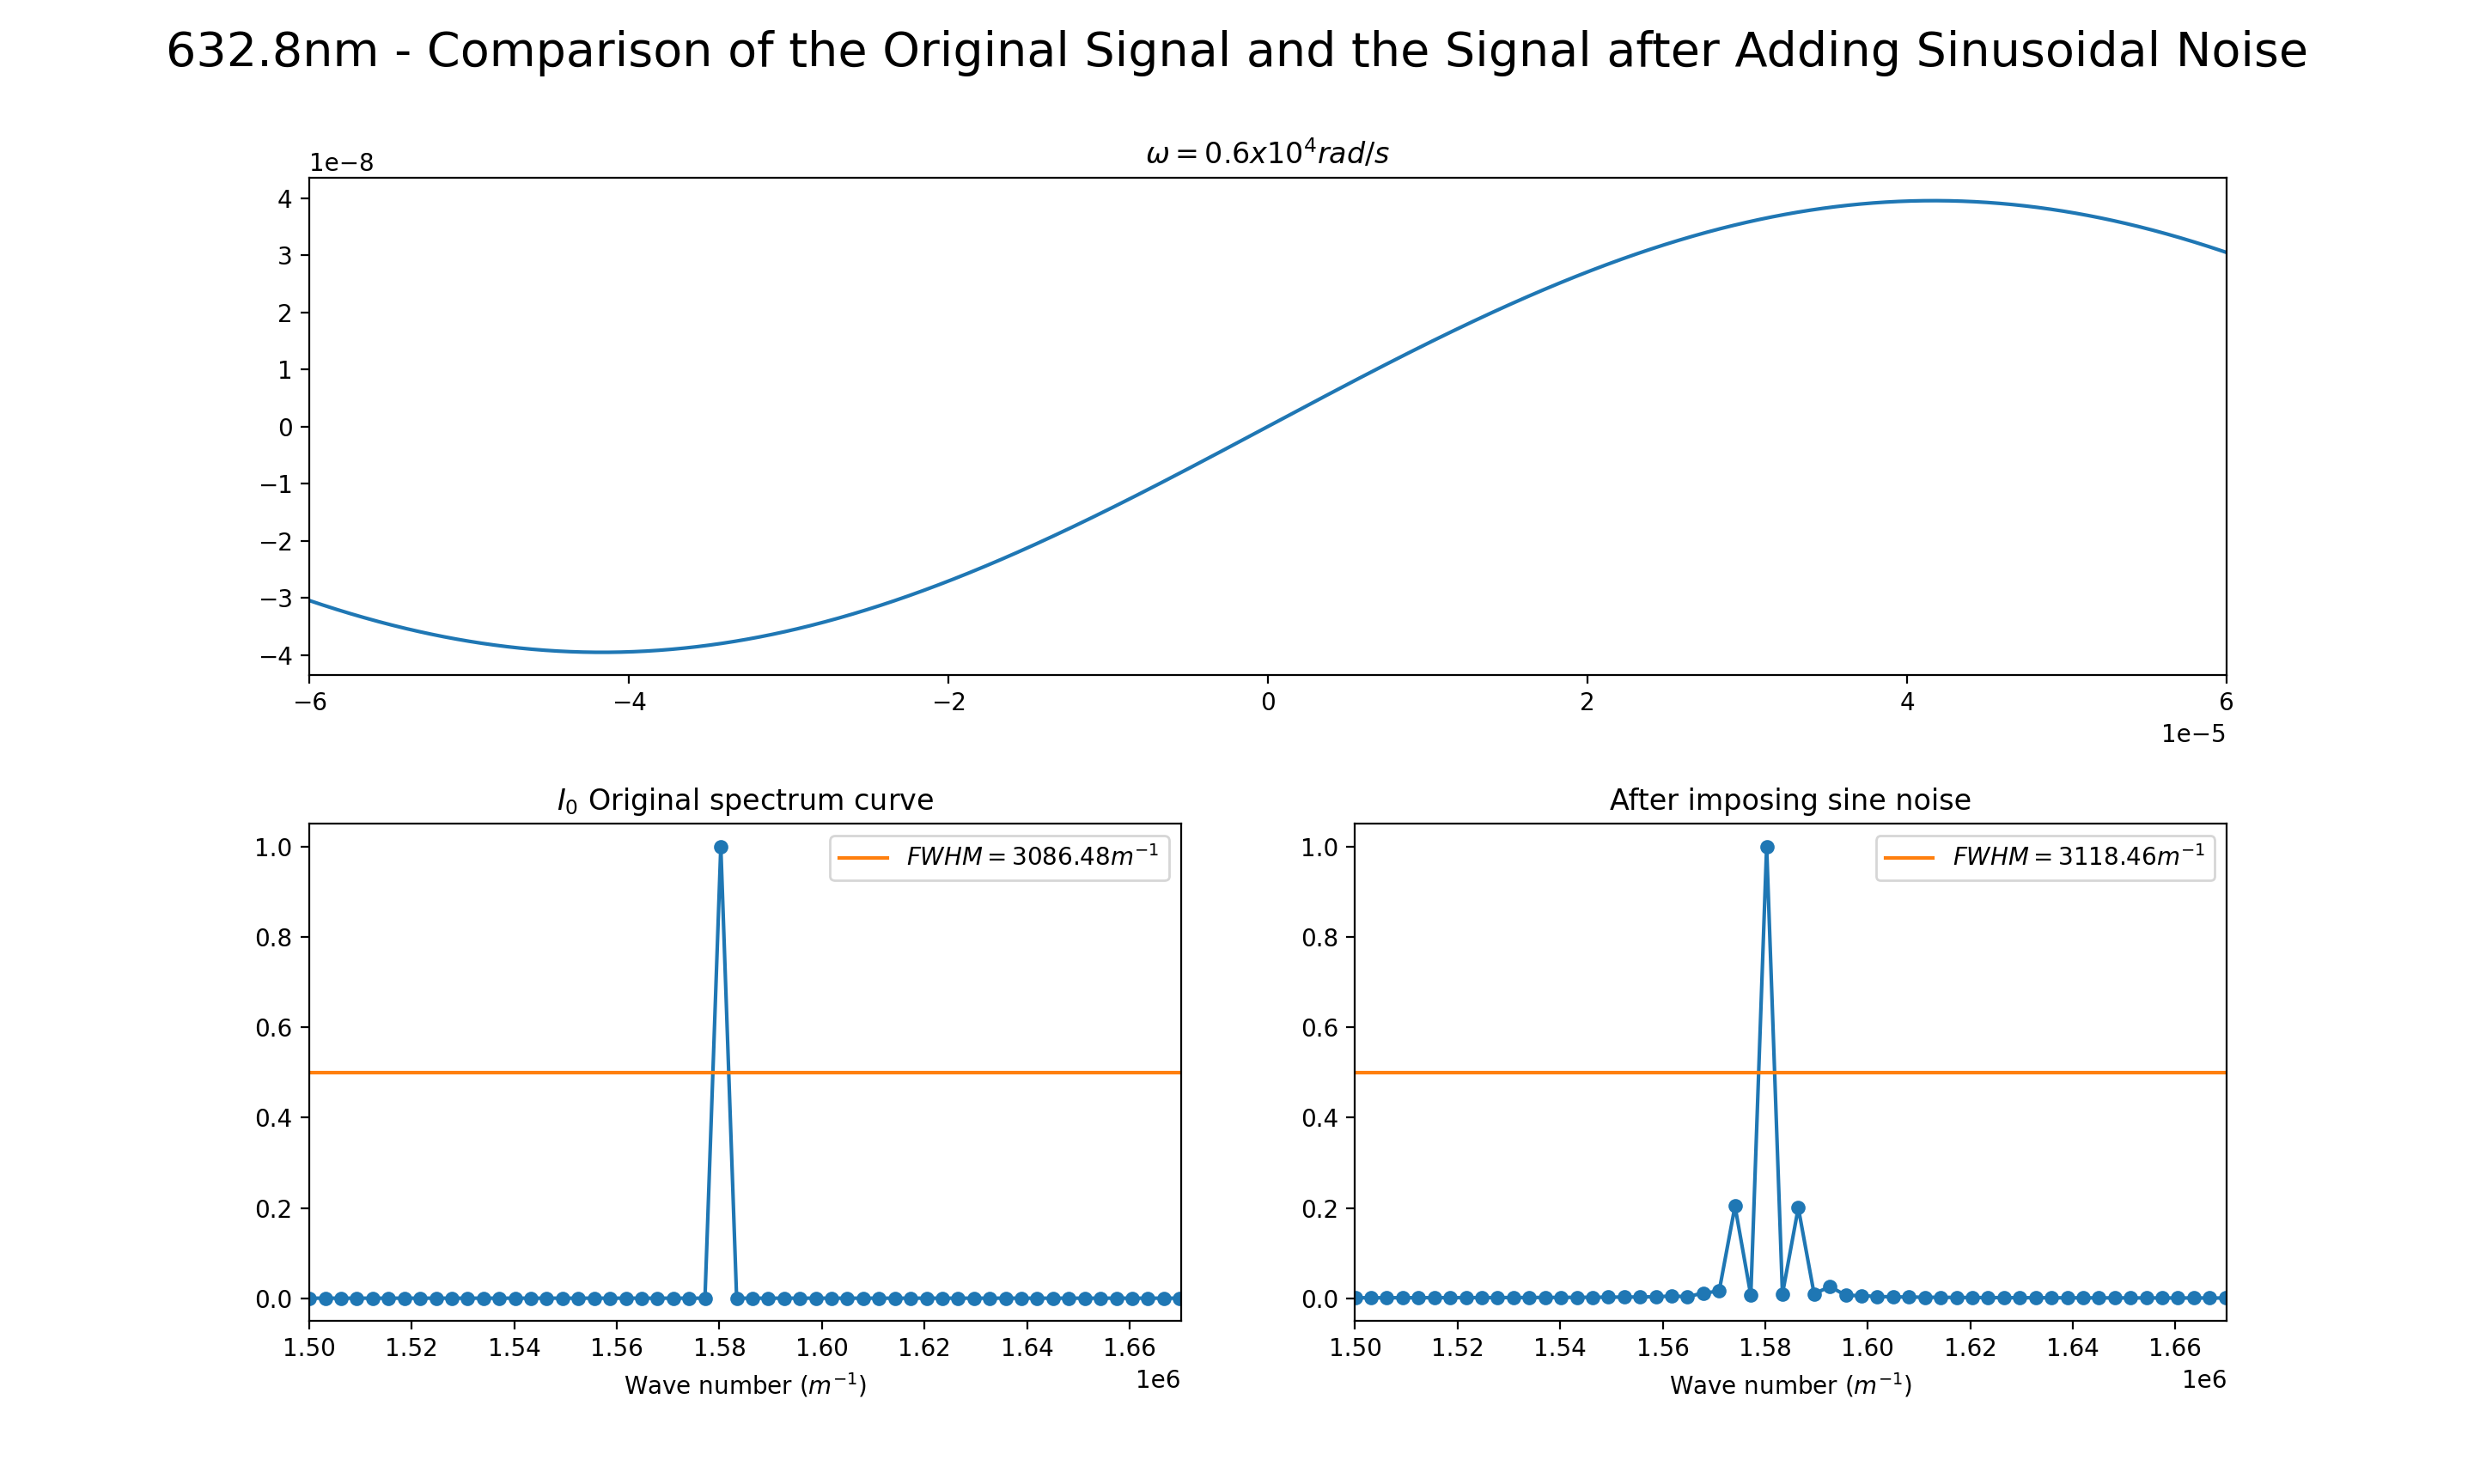 632.8nm - Comparison of the Original Signal and the Signal after Adding Sinusoidal Noise
ω = 0.6x10⁴rad/s
1e−8
4
3
2
1
0
−1
−2
−3
−4
−6 −4 −2 0 2 4 6
1e−5
I₀ Original spectrum curve
FWHM = 3086.48m⁻¹
1.0
0.8
0.6
0.4
0.2
0.0
1.50 1.52 1.54 1.56 1.58 1.60 1.62 1.64 1.66
Wave number (m⁻¹)
1e6
After imposing sine noise
FWHM = 3118.46m⁻¹
1.0
0.8
0.6
0.4
0.2
0.0
1.50 1.52 1.54 1.56 1.58 1.60 1.62 1.64 1.66
Wave number (m⁻¹)
1e6